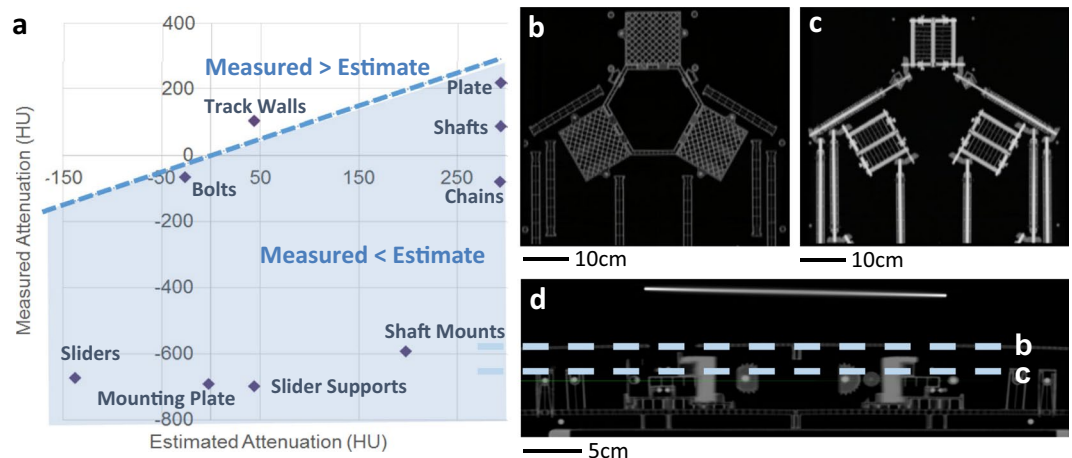 a
400
200
0
-200
-400
-600
-800
-150
-50
50
150
250
Measured Attenuation (HU)
Estimated Attenuation (HU)
Measured > Estimate
Measured < Estimate
Track Walls
Plate
Shafts
Chains
Bolts
Shaft Mounts
Sliders
Mounting Plate
Slider Supports
b
10cm
c
10cm
d
b
c
5cm